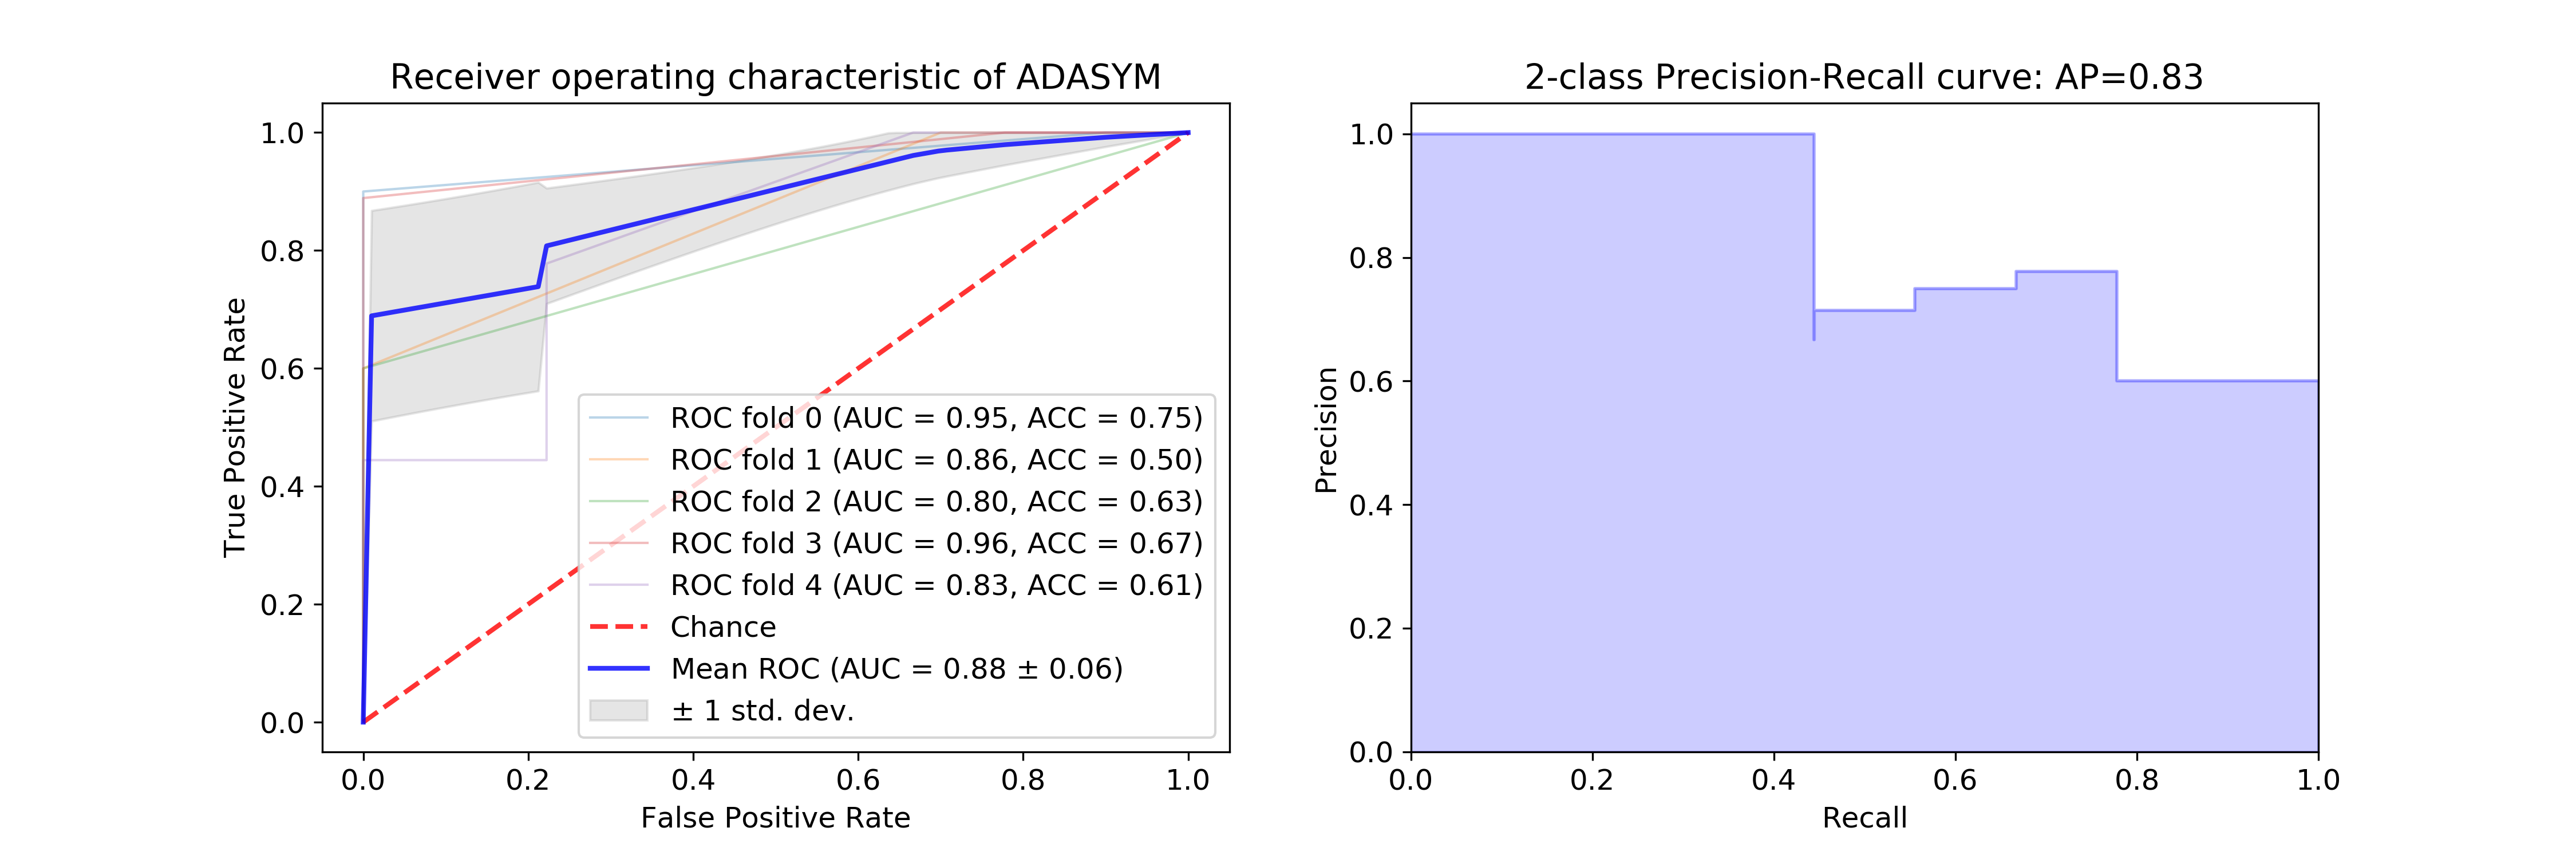 Receiver operating characteristic of ADASYM
True Positive Rate
1.0
0.8
0.6
0.4
0.2
0.0
ROC fold 0 (AUC = 0.95, ACC = 0.75)
ROC fold 1 (AUC = 0.86, ACC = 0.50)
ROC fold 2 (AUC = 0.80, ACC = 0.63)
ROC fold 3 (AUC = 0.96, ACC = 0.67)
ROC fold 4 (AUC = 0.83, ACC = 0.61)
Chance
Mean ROC (AUC = 0.88 ± 0.06)
± 1 std. dev.
0.0 0.2 0.4 0.6 0.8 1.0
False Positive Rate
2-class Precision-Recall curve: AP=0.83
Precision
1.0
0.8
0.6
0.4
0.2
0.0
0.0 0.2 0.4 0.6 0.8 1.0
Recall